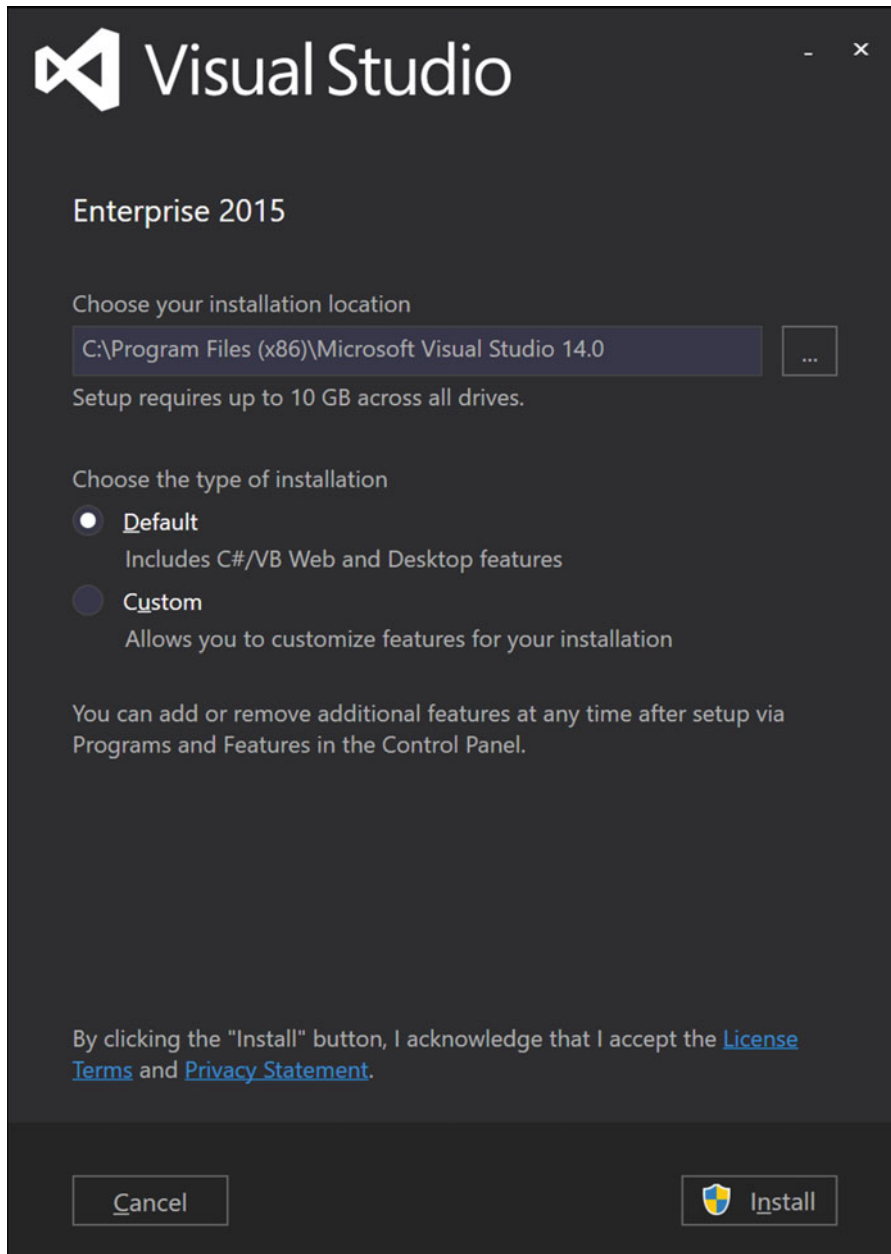 Visual Studio
Enterprise 2015
Choose your installation location
C:\Program Files (x86)\Microsoft Visual Studio 14.0
...
Setup requires up to 10 GB across all drives.
Choose the type of installation
Default
Includes C#/VB Web and Desktop features
Custom
Allows you to customize features for your installation
You can add or remove additional features at any time after setup via
Programs and Features in the Control Panel.
By clicking the "Install" button, I acknowledge that I accept the License
Terms and Privacy Statement.
Cancel
Install